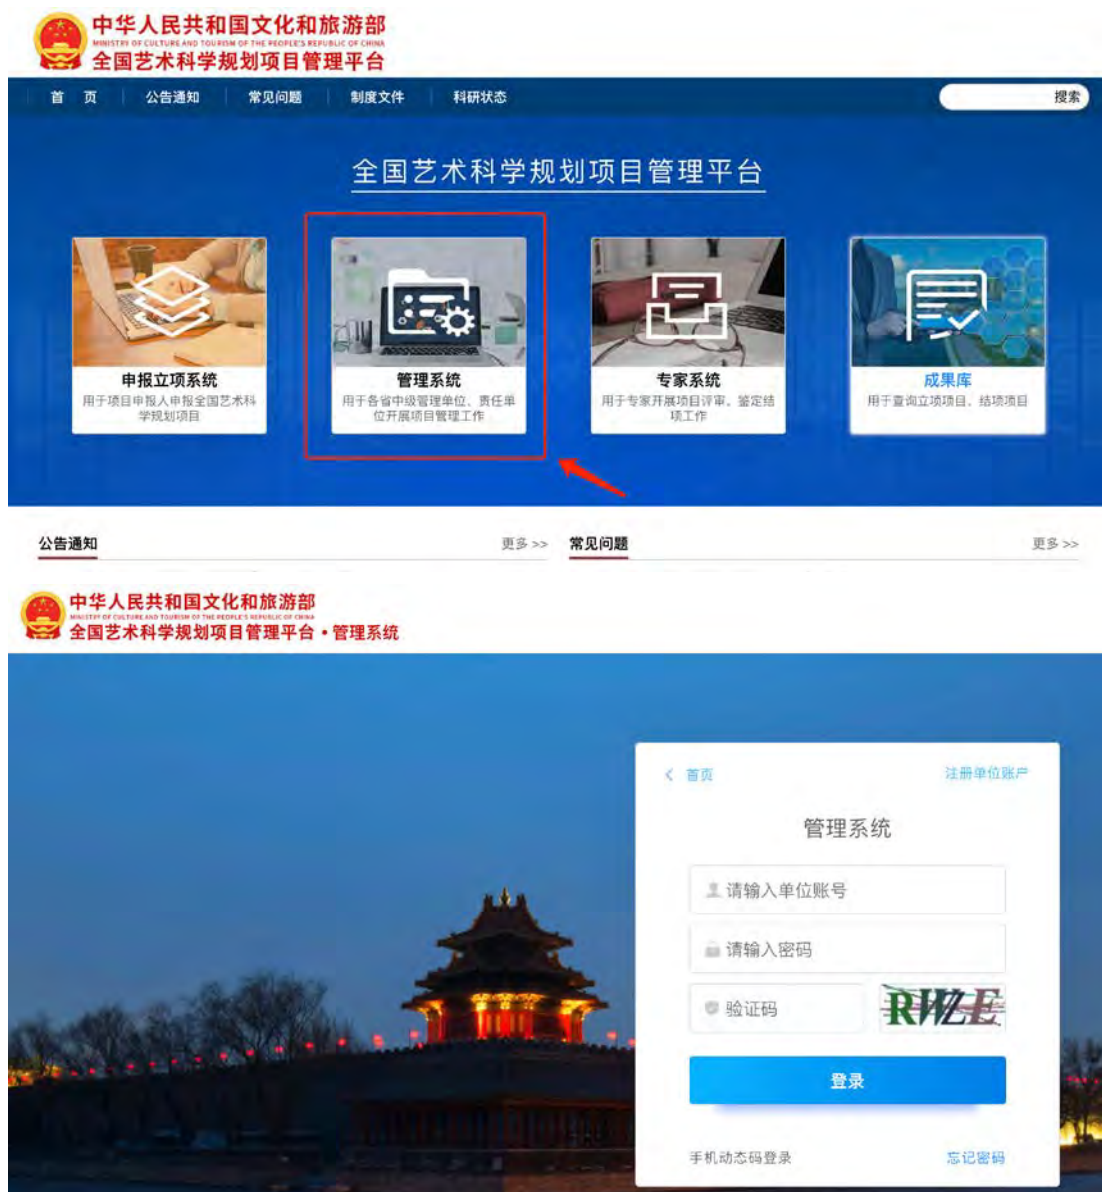 中华人民共和国文化和旅游部
MINISTRY OF CULTURE AND TOURISM OF THE PEOPLE'S REPUBLIC OF CHINA
全国艺术科学规划项目管理平台
首 页 公告通知 常见问题 制度文件 科研状态 搜索
全国艺术科学规划项目管理平台
申报立项系统
用于项目申报人申报全国艺术科
学规划项目
管理系统
用于各省中级管理单位、责任单
位开展项目管理工作
专家系统
用于专家开展项目评审、鉴定结
项工作
成果库
用于查询立项项目、结项项目
公告通知 更多 >>
常见问题 更多 >>
中华人民共和国文化和旅游部
MINISTRY OF CULTURE AND TOURISM OF THE PEOPLE'S REPUBLIC OF CHINA
全国艺术科学规划项目管理平台·管理系统
< 首页 注册单位账户
管理系统
请输入单位账号
请输入密码
验证码 RWZE
登录
手机动态码登录 忘记密码